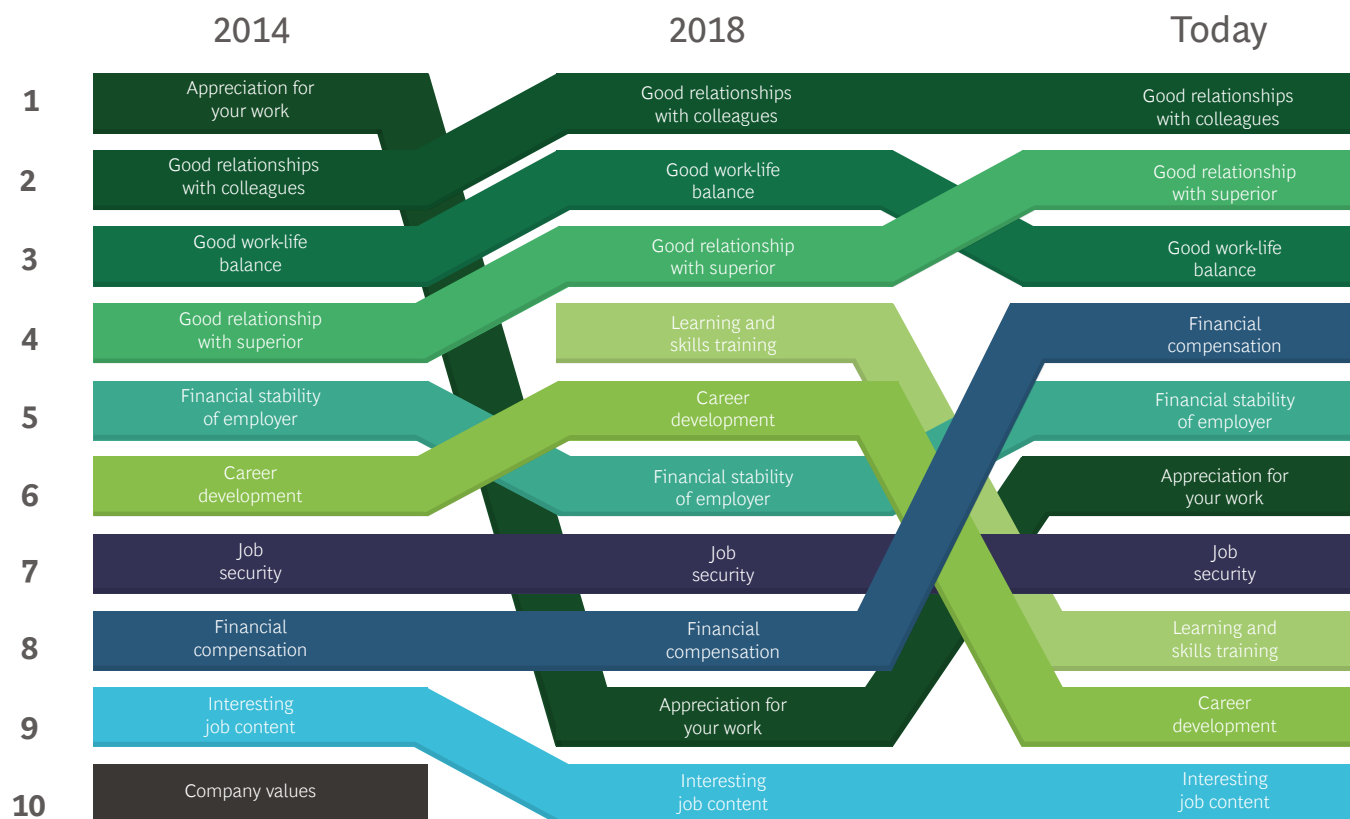 2014
2018
Today
1
Appreciation for
your work
Good relationships
with colleagues
Good relationships
with colleagues
2
Good relationships
with colleagues
Good work-life
balance
Good relationship
with superior
3
Good work-life
balance
Good relationship
with superior
Good work-life
balance
4
Good relationship
with superior
Learning and
skills training
Financial
compensation
5
Financial stability
of employer
Career
development
Financial stability
of employer
6
Career
development
Financial stability
of employer
Appreciation for
your work
7
Job
security
Job
security
Job
security
8
Financial
compensation
Financial
compensation
Learning and
skills training
9
Interesting
job content
Appreciation for
your work
Career
development
10
Company values
Interesting
job content
Interesting
job content